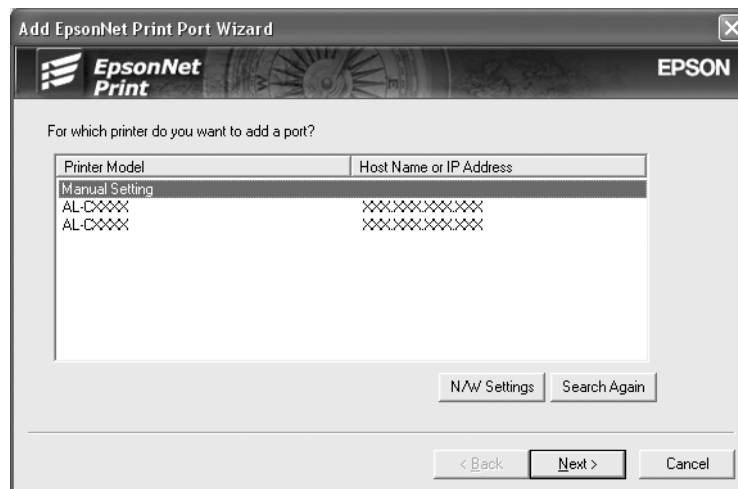 Add EpsonNet Print Port Wizard
EpsonNet
Print
EPSON
For which printer do you want to add a port?
Printer Model Host Name or IP Address
Manual Setting
AL-CXXXX XXX.XXX.XXX.XXX
AL-CXXXX XXX.XXX.XXX.XXX
N/W Settings Search Again
< Back Next > Cancel